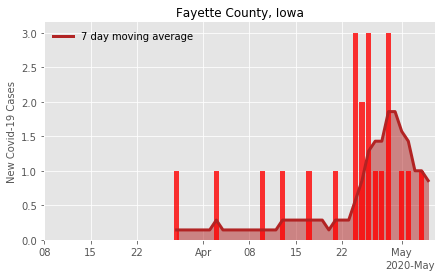 Fayette County, Iowa
7 day moving average
New Covid-19 Cases
3.0
2.5
2.0
1.5
1.0
0.5
0.0
08 15 22 Apr 08 15 22 May
2020-May